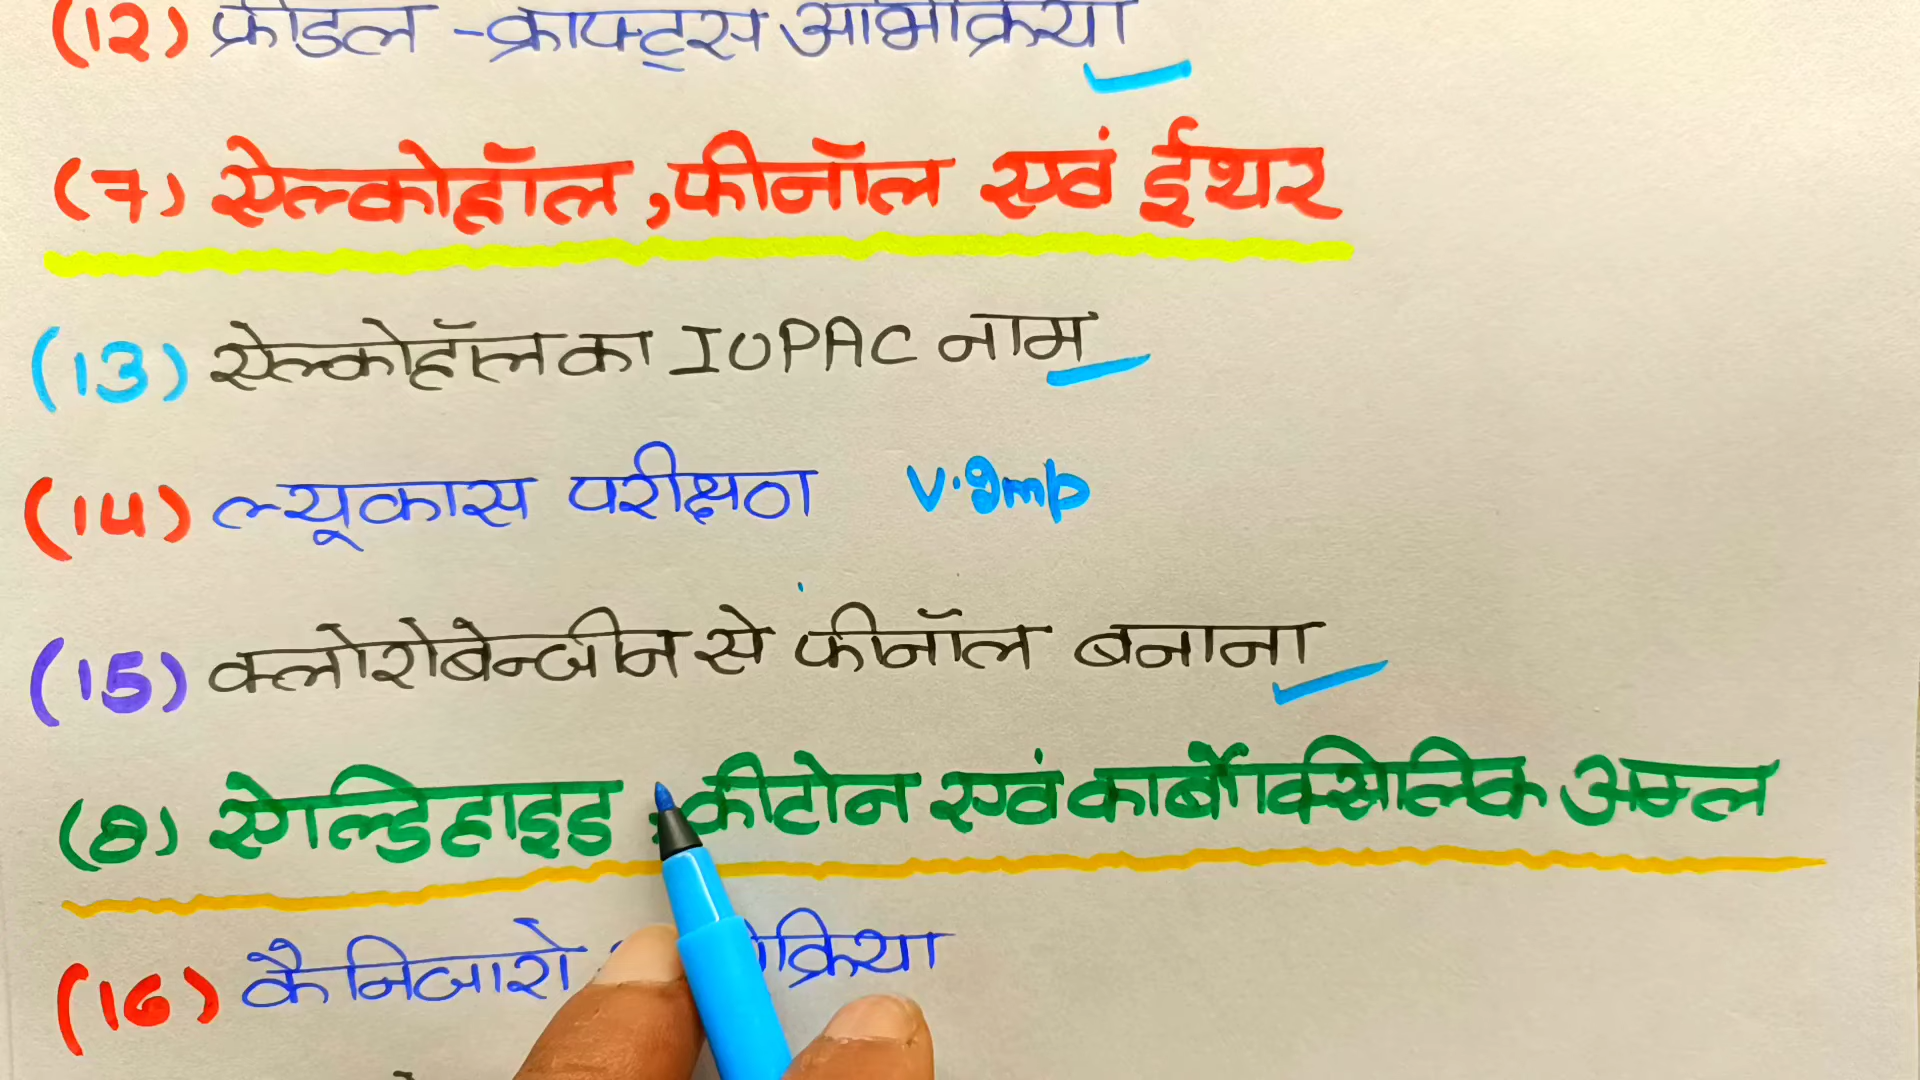 (12) फ्रीडल - क्राफ्ट्स अभिक्रिया
(7) ऐल्कोहॉल, फीनॉल एवं ईथर
(13) ऐल्कोहॉल का IUPAC नाम
(14) ल्यूकास परीक्षण V.Imp
(15) क्लोरोबेन्जीन से फीनॉल बनाना
(8) ऐल्डिहाइड, कीटोन एवं कार्बोक्सिलिक अम्ल
(16) कैनिजारो क्रिया